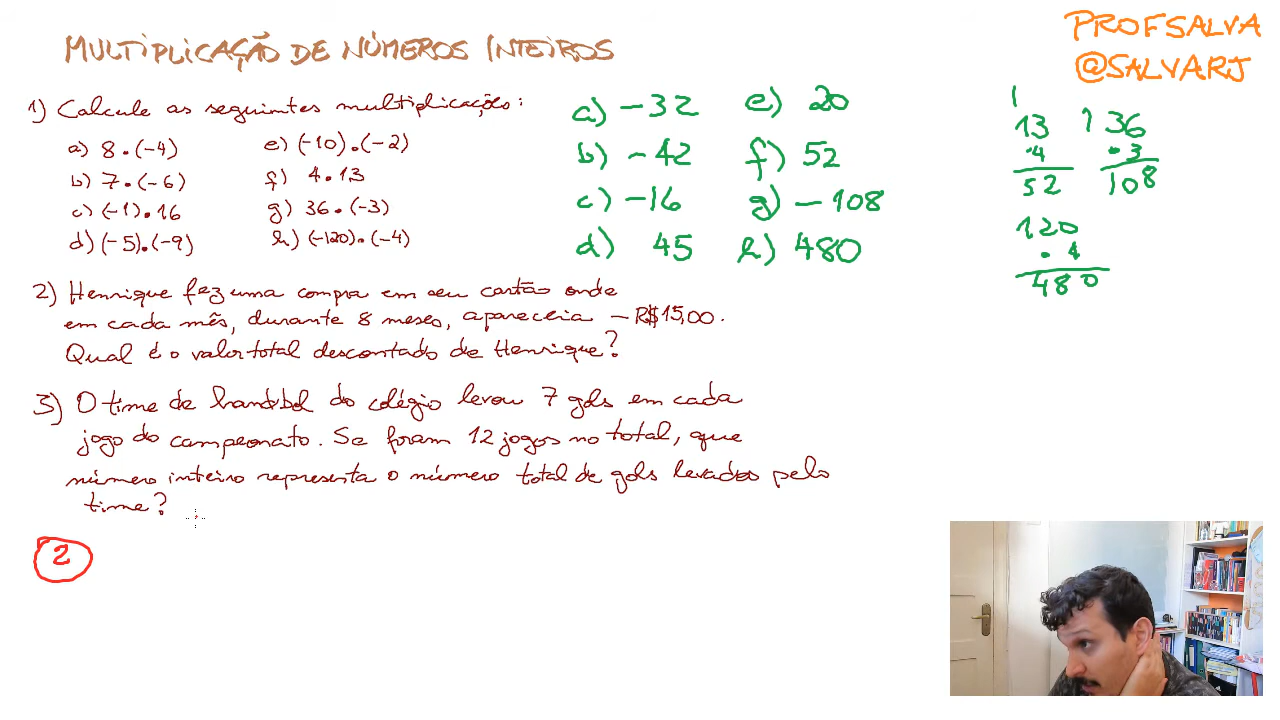 MULTIPLICAÇÃO DE NÚMEROS INTEIROS
PROFSALVA
@SALVARJ
1) Calcule as seguintes multiplicações:
a) 8 . (-4)
b) 7 . (-6)
c) (-1) . 16
d) (-5) . (-9)
e) (-10) . (-2)
f) 4 . 13
g) 36 . (-3)
h) (-120) . (-4)
a) -32
b) -42
c) -16
d) 45
e) 20
f) 52
g) -108
h) 480
1
13
.4
52
1 36
.3
108
120
. 4
480
2) Henrique fez uma compra em seu cartão onde
em cada mês, durante 8 meses, apareceia -R$15,00.
Qual é o valor total descontado de Henrique?
3) O time de handbol do colégio levou 7 gols em cada
jogo do campeonato. Se foram 12 jogos no total, que
número inteiro representa o número total de gols levados pelo
time?
2